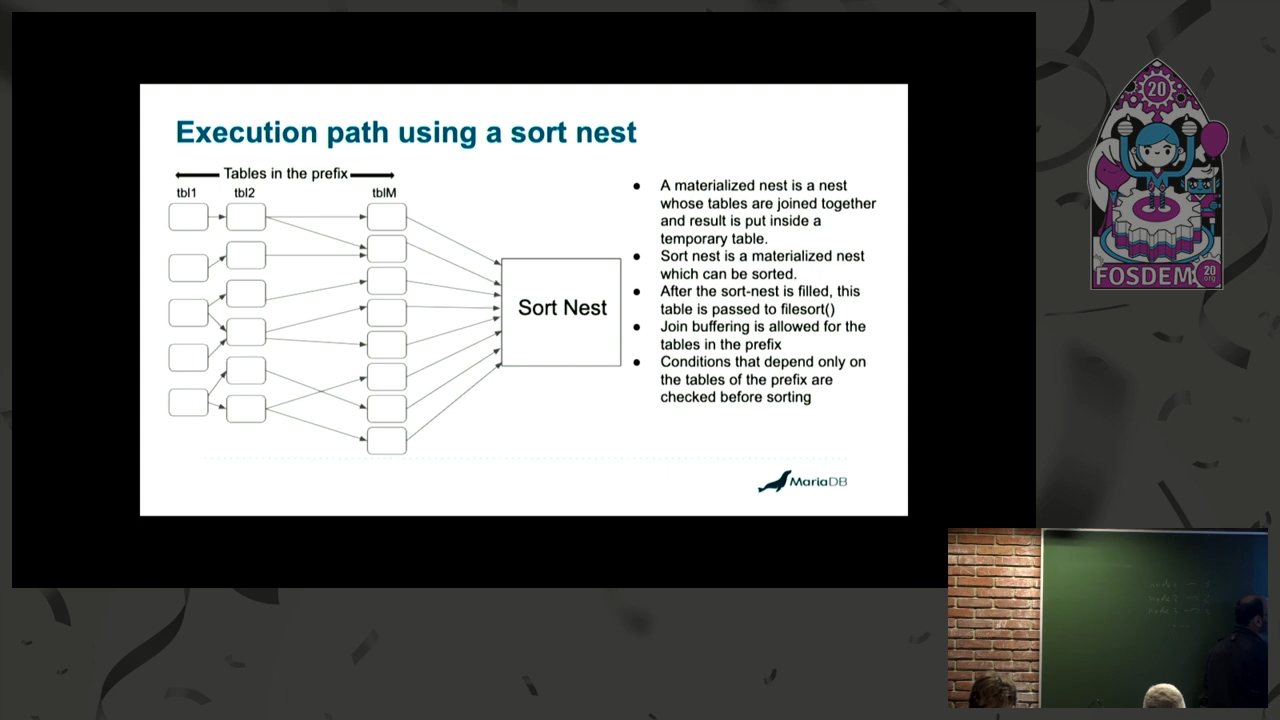 Execution path using a sort nest
Tables in the prefix
tbl1 tbl2 tblM
Sort Nest
● A materialized nest is a nest
whose tables are joined together
and result is put inside a
temporary table.
● Sort nest is a materialized nest
which can be sorted.
● After the sort-nest is filled, this
table is passed to filesort()
● Join buffering is allowed for the
tables in the prefix
● Conditions that depend only on
the tables of the prefix are
checked before sorting
MariaDB
20
FOSDEM 20
.org